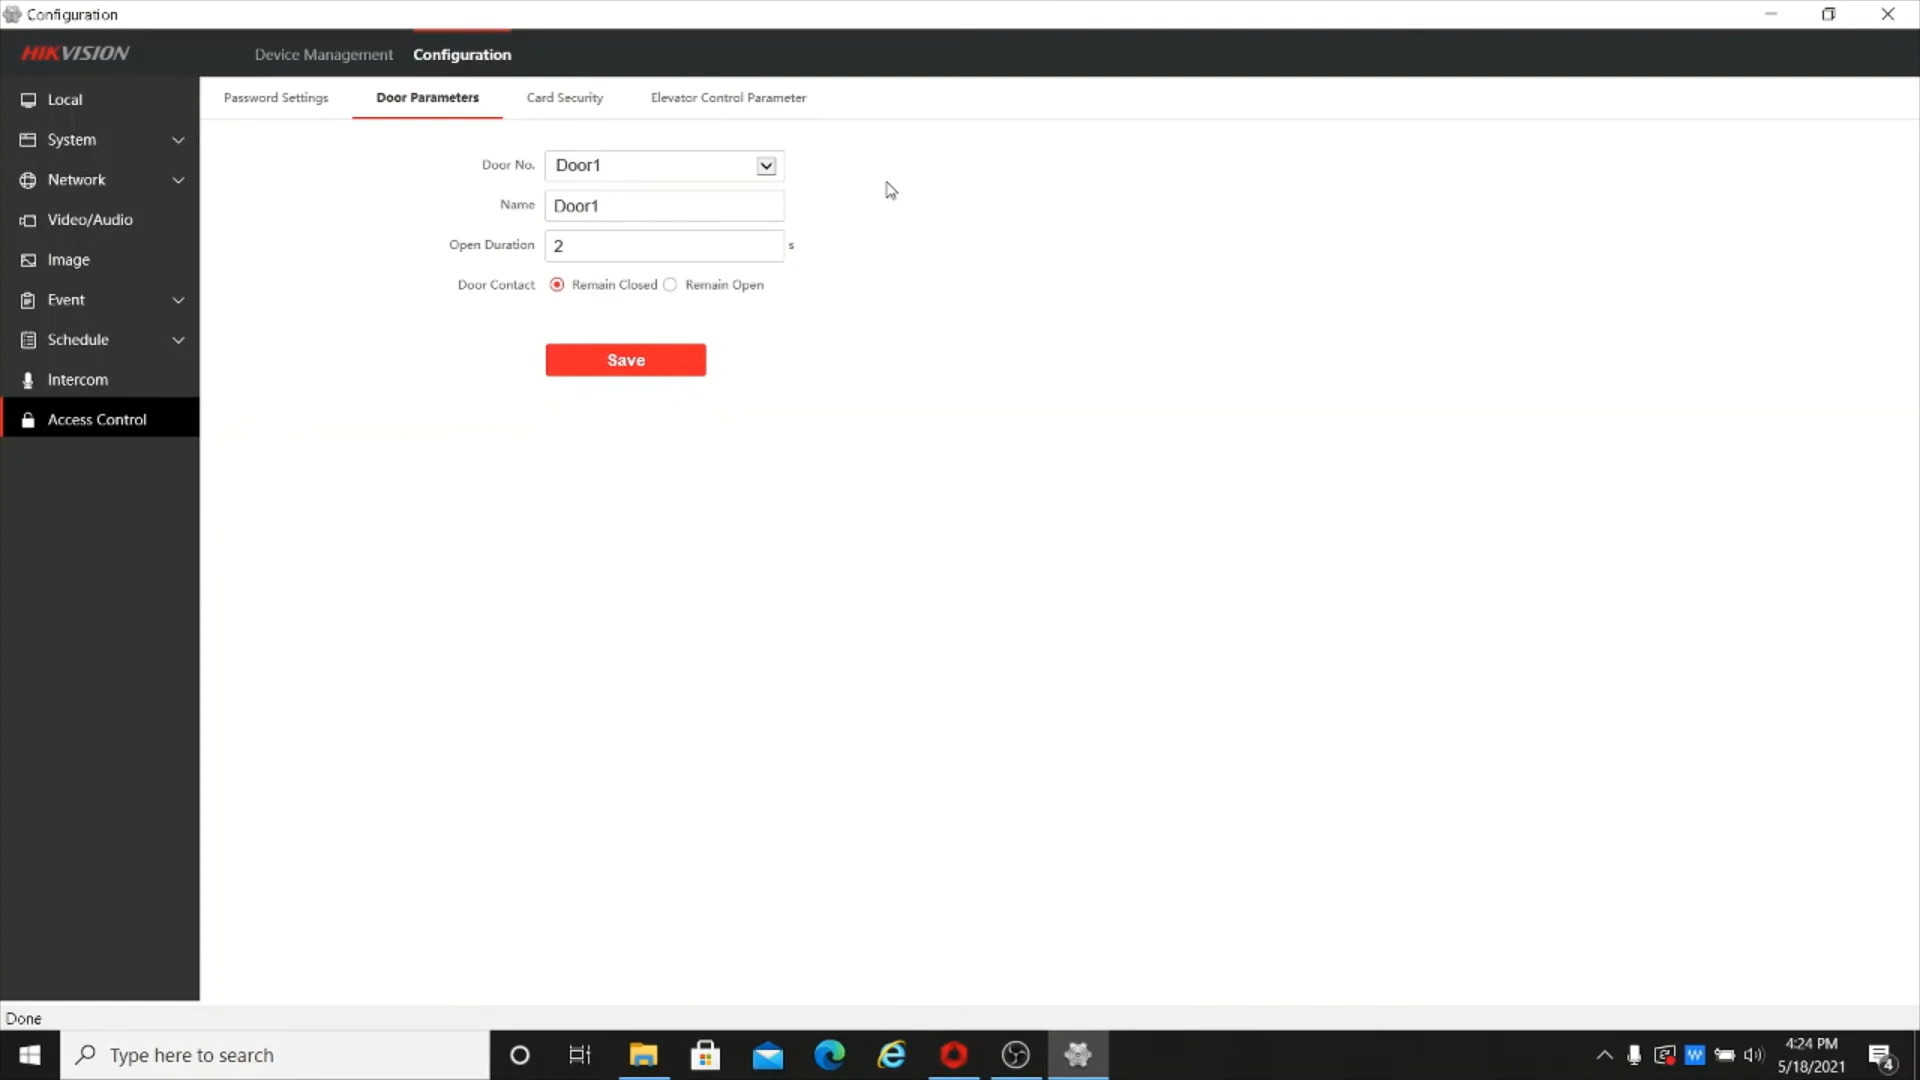 Configuration
HIKVISION
Device Management
Configuration
Local
System
Network
Video/Audio
Image
Event
Schedule
Intercom
Access Control
Password Settings
Door Parameters
Card Security
Elevator Control Parameter
Door No. Door1
Name Door1
Open Duration 2 s
Door Contact Remain Closed Remain Open
Save
Done
Type here to search
W
4:24 PM
5/18/2021
4